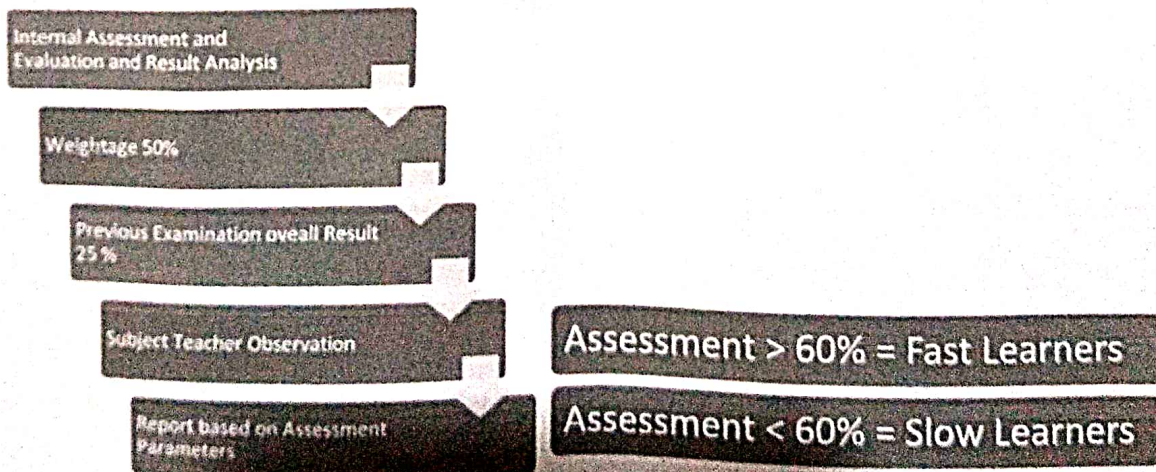 Internal Assessment and
Evaluation and Result Analysis
Weightage 50%
Previous Examination oveall Result
25 %
Subject Teacher Observation
Report based on Assessment
Parameters
Assessment > 60% = Fast Learners
Assessment < 60% = Slow Learners